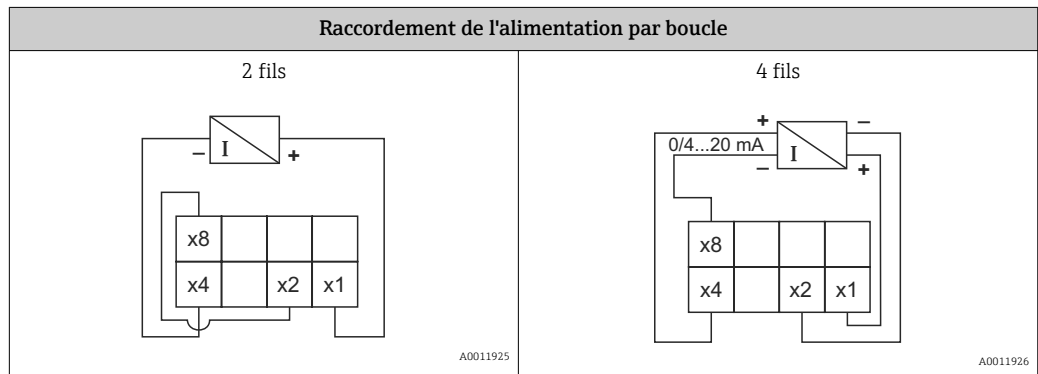 Raccordement de l'alimentation par boucle
2 fils
– I +
x8
x4 x2 x1
A0011925
4 fils
+ –
0/4...20 mA I
– +
x8
x4 x2 x1
A0011926